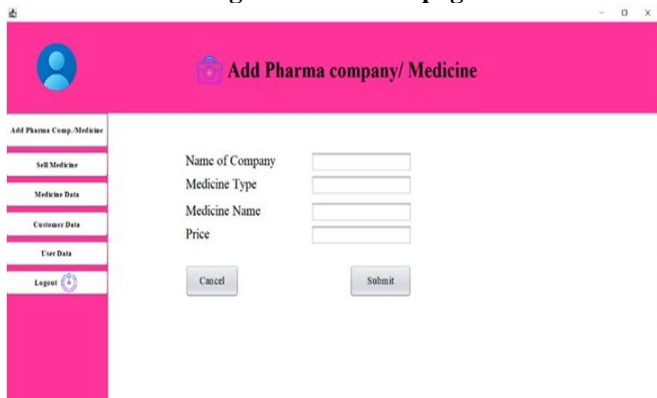 Add Pharma company/ Medicine
Add Pharma Comp./Medicine
Sell Medicine
Medicine Data
Customer Data
User Data
Logout
Name of Company
Medicine Type
Medicine Name
Price
Cancel
Submit